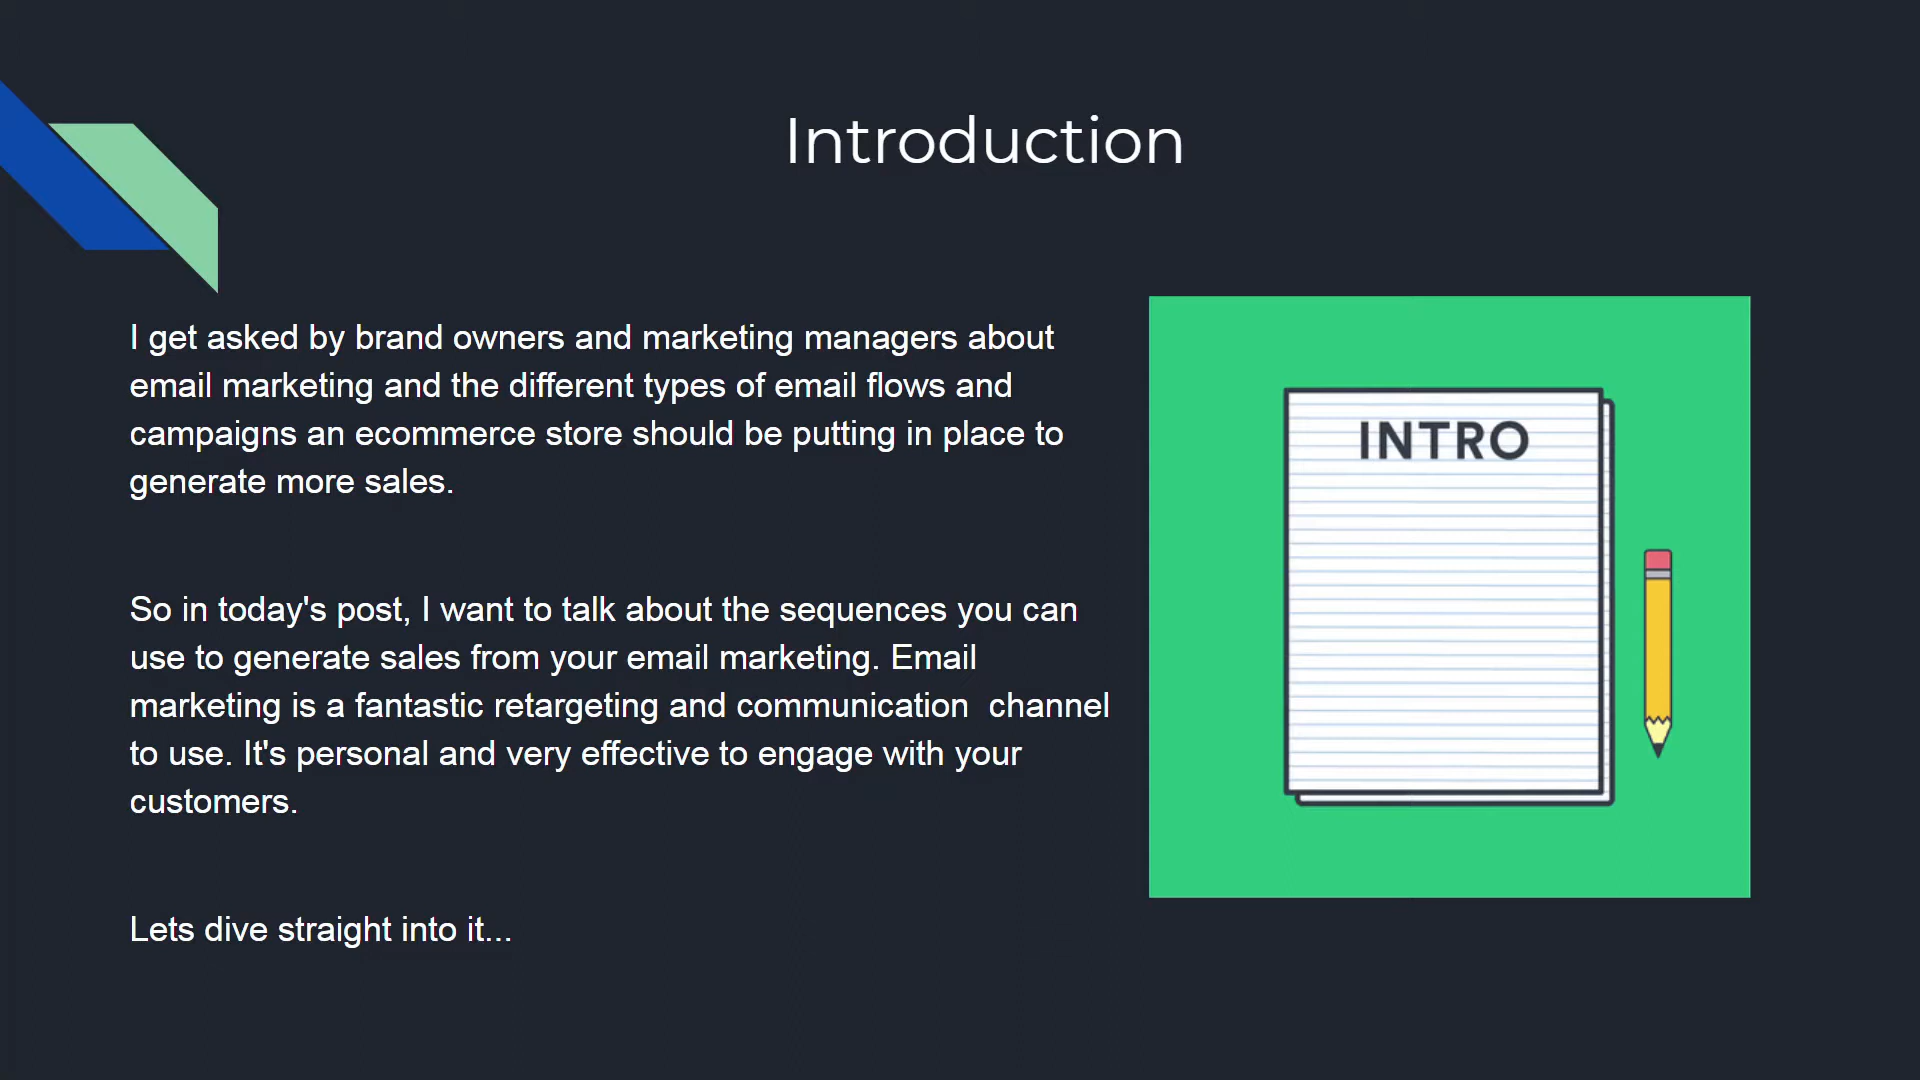 Introduction
I get asked by brand owners and marketing managers about
email marketing and the different types of email flows and
campaigns an ecommerce store should be putting in place to
generate more sales.
So in today's post, I want to talk about the sequences you can
use to generate sales from your email marketing. Email
marketing is a fantastic retargeting and communication  channel
to use. It's personal and very effective to engage with your
customers.
Lets dive straight into it...
INTRO